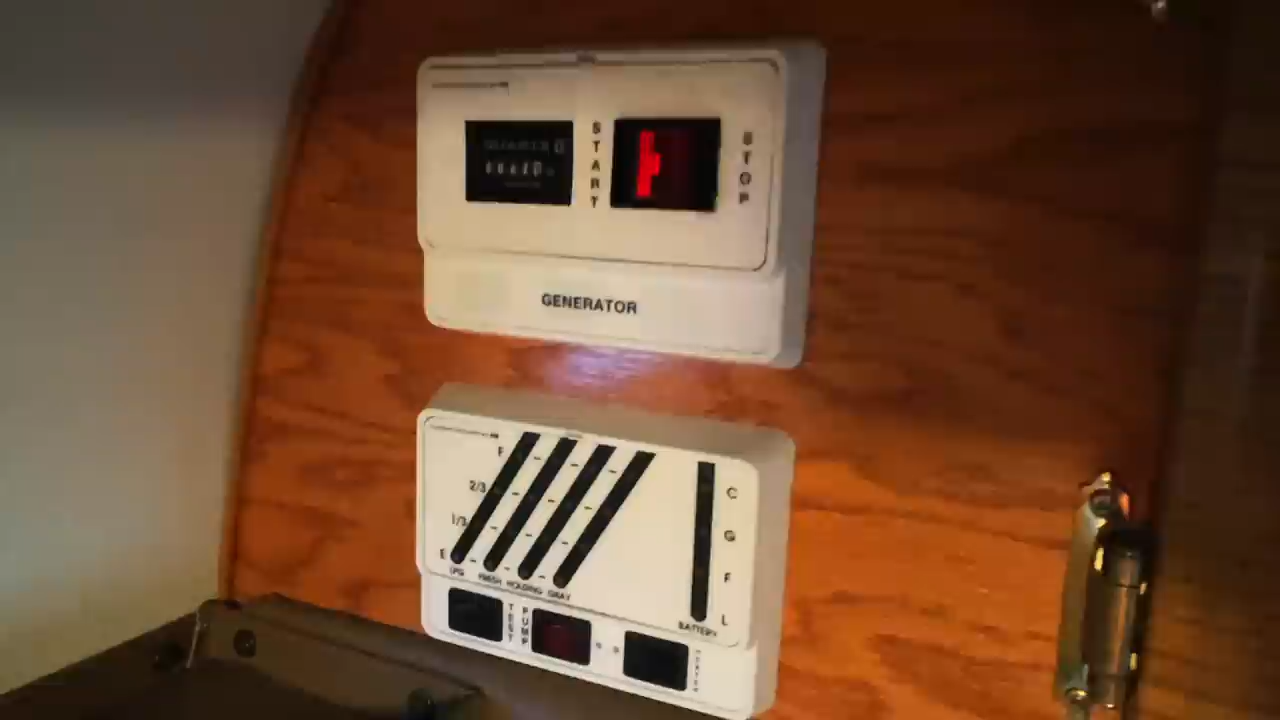 START
STOP
GENERATOR
F
2/3
1/3
E
LPG FRESH HOLDING GRAY
C
G
F
L
BATTERY
TEST
PUMP